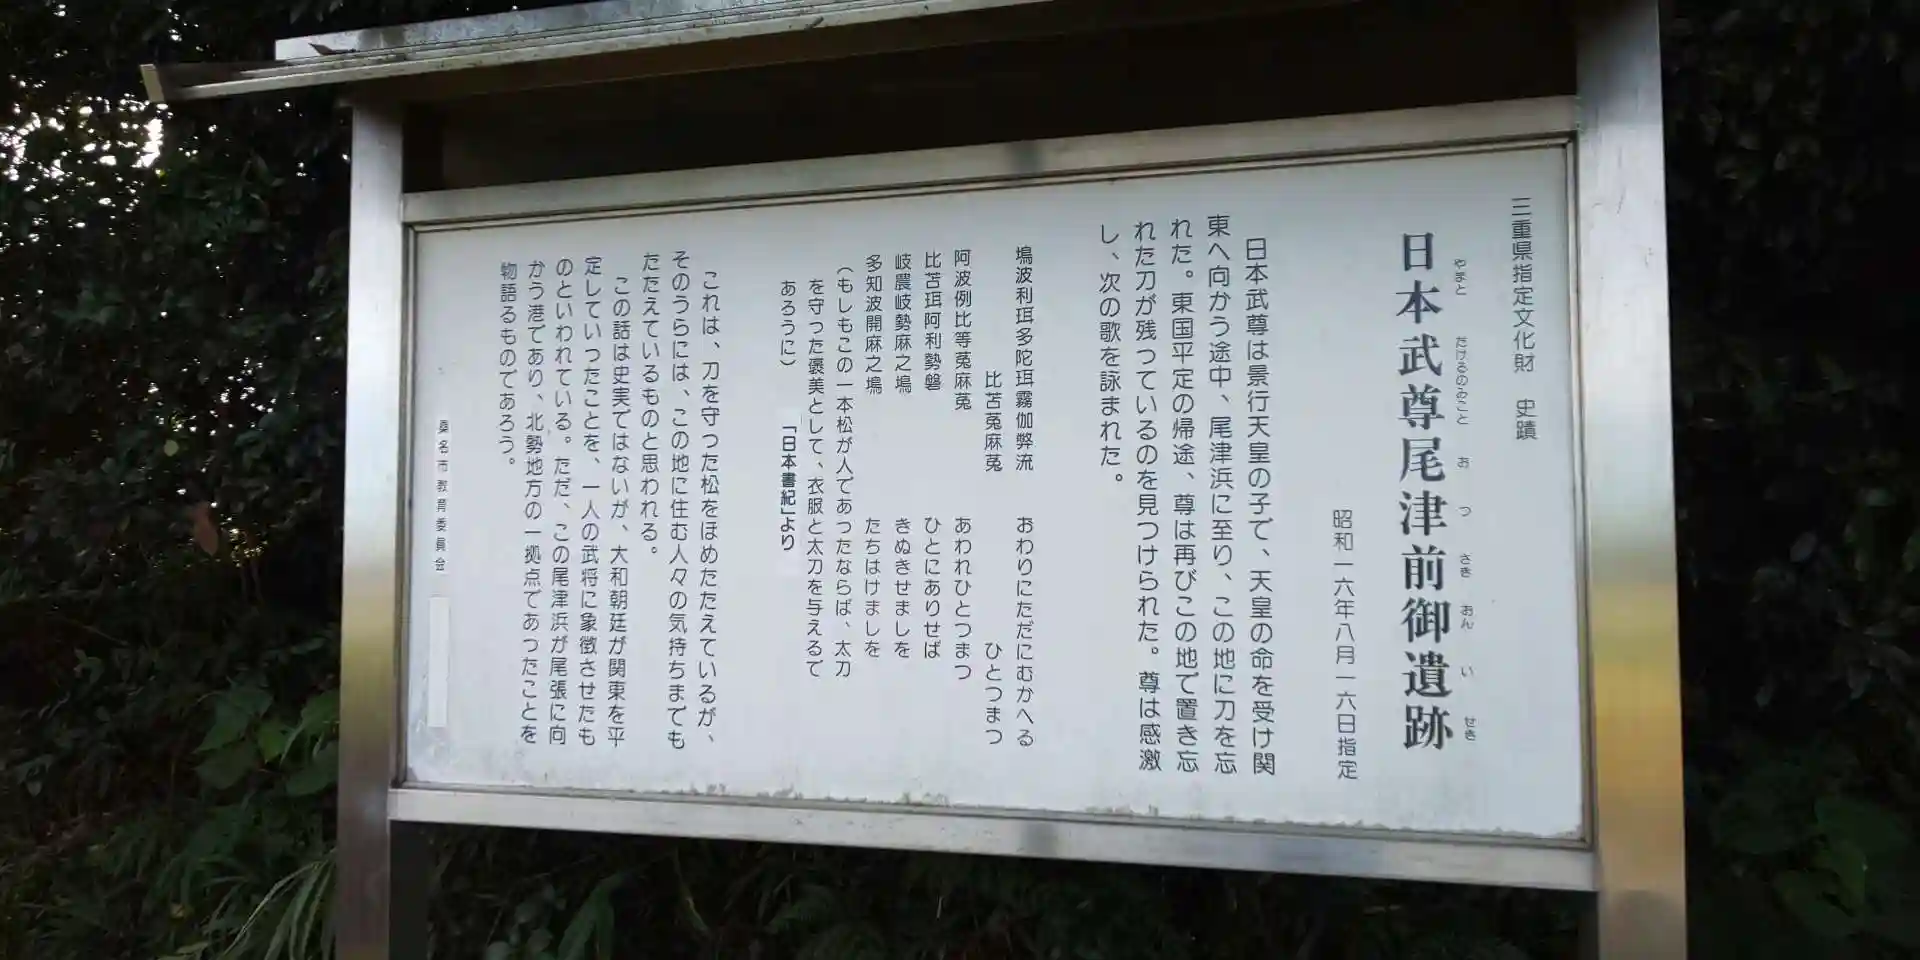 三重県指定文化財 史蹟
日本武尊尾津前御遺跡
やまと たけるのみこと お つ さき おん い せき
昭和一六年八月一六日指定
日本武尊は景行天皇の子で、天皇の命を受け関
東へ向かう途中、尾津浜に至り、この地に刀を忘
れた。東国平定の帰途、尊は再びこの地で置き忘
れた刀が残っているのを見つけられた。尊は感激
し、次の歌を詠まれた。
塢波利珥多陀珥霧伽弊流 おわりにただにむかへる
比苫菟麻菟 ひとつまつ
阿波例比等菟麻菟 あわれひとつまつ
比苫珥阿利勢磐 ひとにありせば
岐農岐勢麻之塢 きぬきせましを
多知波開麻之塢 たちはけましを
(もしもこの一本松が人であったならば、太刀
を守った褒美として、衣服と太刀を与えるで
あろうに) 「日本書紀」より
これは、刀を守った松をほめたたえているが、
そのうらには、この地に住む人々の気持ちまでも
たたえているものと思われる。
この話は史実ではないが、大和朝廷が関東を平
定していったことを、一人の武将に象徴させたも
のといわれている。ただ、この尾津浜が尾張に向
かう港であり、北勢地方の一拠点であったことを
物語るものであろう。
桑名市教育委員会